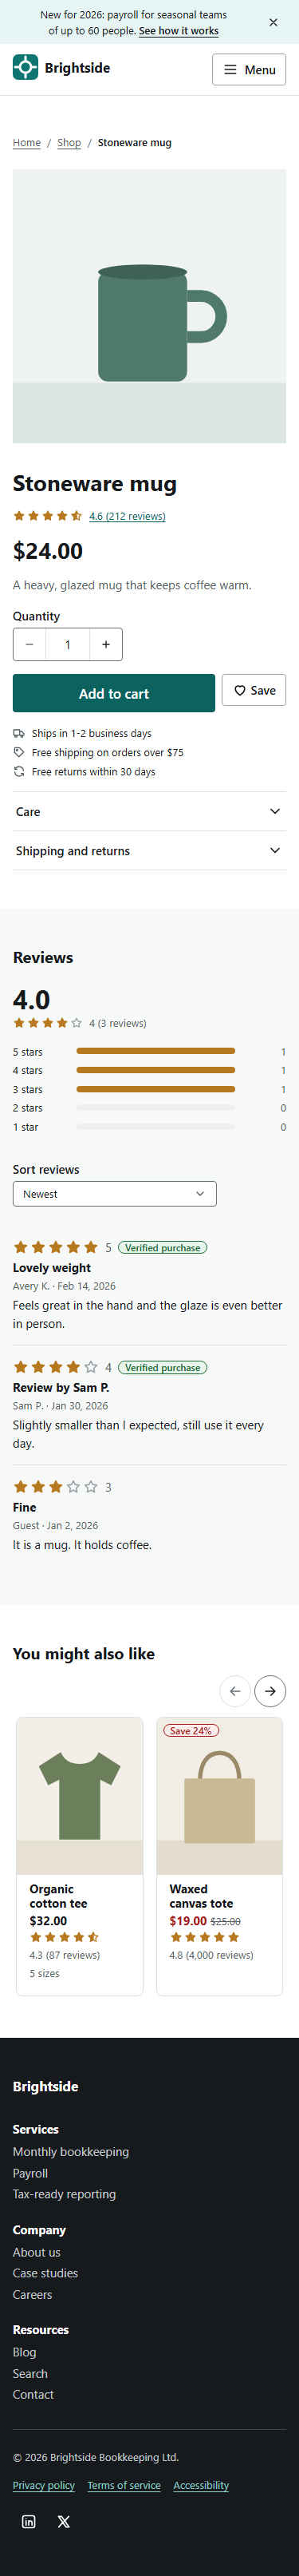 New for 2026: payroll for seasonal teams
of up to 60 people. See how it works
Brightside
Menu
Home / Shop / Stoneware mug
Stoneware mug
4.6 (212 reviews)
$24.00
A heavy, glazed mug that keeps coffee warm.
Quantity
− 1 +
Add to cart
Save
Ships in 1-2 business days
Free shipping on orders over $75
Free returns within 30 days
Care
Shipping and returns
Reviews
4.0
4 (3 reviews)
5 stars 1
4 stars 1
3 stars 1
2 stars 0
1 star 0
Sort reviews
Newest
5 Verified purchase
Lovely weight
Avery K. · Feb 14, 2026
Feels great in the hand and the glaze is even better
in person.
4 Verified purchase
Review by Sam P.
Sam P. · Jan 30, 2026
Slightly smaller than I expected, still use it every
day.
3
Fine
Guest · Jan 2, 2026
It is a mug. It holds coffee.
You might also like
Organic
cotton tee
$32.00
4.3 (87 reviews)
5 sizes
Save 24%
Waxed
canvas tote
$19.00 $25.00
4.8 (4,000 reviews)
Brightside
Services
Monthly bookkeeping
Payroll
Tax-ready reporting
Company
About us
Case studies
Careers
Resources
Blog
Search
Contact
© 2026 Brightside Bookkeeping Ltd.
Privacy policy Terms of service Accessibility